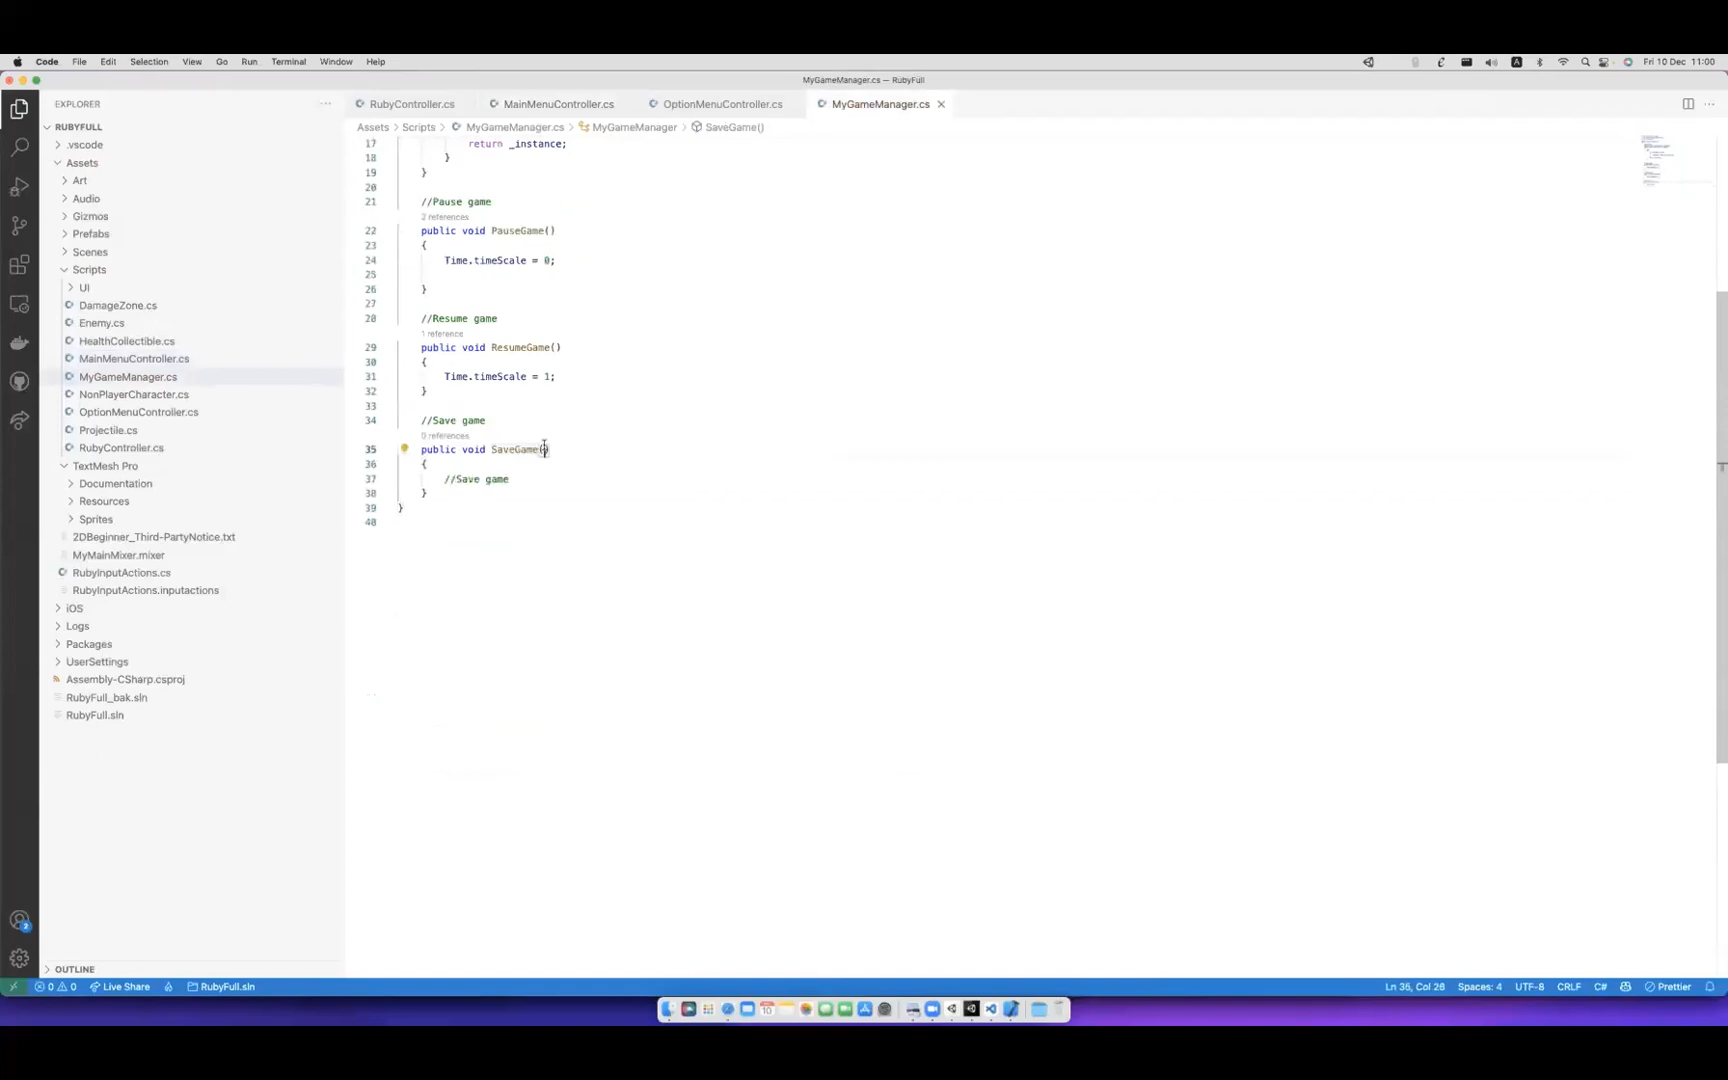 Code File Edit Selection View Go Run Terminal Window Help
A
Fri 10 Dec 11:00
MyGameManager.cs — RubyFull
EXPLORER
RUBYFULL
.vscode
Assets
Art
Audio
Gizmos
Prefabs
Scenes
Scripts
UI
DamageZone.cs
Enemy.cs
HealthCollectible.cs
MainMenuController.cs
MyGameManager.cs
NonPlayerCharacter.cs
OptionMenuController.cs
Projectile.cs
RubyController.cs
TextMesh Pro
Documentation
Resources
Sprites
2DBeginner_Third-PartyNotice.txt
MyMainMixer.mixer
RubyInputActions.cs
RubyInputActions.inputactions
iOS
Logs
Packages
UserSettings
Assembly-CSharp.csproj
RubyFull_bak.sln
RubyFull.sln
OUTLINE
2
RubyController.cs MainMenuController.cs OptionMenuController.cs MyGameManager.cs
Assets > Scripts > MyGameManager.cs > MyGameManager > SaveGame()
17 return _instance;
18 }
19 }
20
21 //Pause game
2 references
22 public void PauseGame()
23 {
24 Time.timeScale = 0;
25
26 }
27
28 //Resume game
1 reference
29 public void ResumeGame()
30 {
31 Time.timeScale = 1;
32 }
33
34 //Save game
0 references
35 public void SaveGame()
36 {
37 //Save game
38 }
39 }
40
0 0 Live Share RubyFull.sln
Ln 35, Col 26 Spaces: 4 UTF-8 CRLF C# Prettier
10